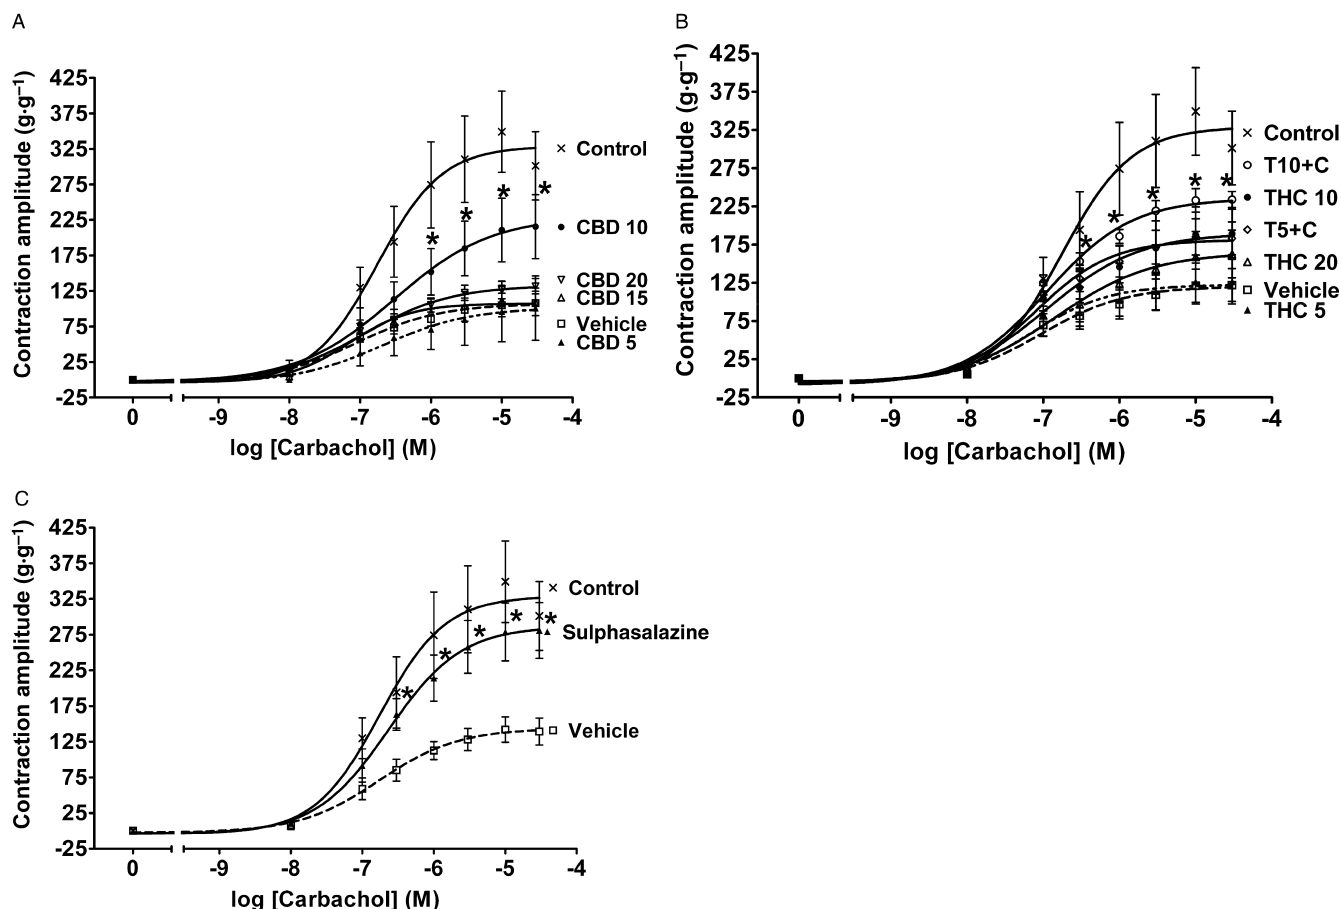 A
Contraction amplitude (g·g⁻¹)
425
375
325
275
225
175
125
75
25
-25
0 -9 -8 -7 -6 -5 -4
log [Carbachol] (M)
* * * *
Control
CBD 10
CBD 20
CBD 15
Vehicle
CBD 5
B
Contraction amplitude (g·g⁻¹)
425
375
325
275
225
175
125
75
25
-25
0 -9 -8 -7 -6 -5 -4
log [Carbachol] (M)
* * * * *
Control
T10+C
THC 10
T5+C
THC 20
Vehicle
THC 5
C
Contraction amplitude (g·g⁻¹)
425
375
325
275
225
175
125
75
25
-25
0 -9 -8 -7 -6 -5 -4
log [Carbachol] (M)
* * * * *
Control
Sulphasalazine
Vehicle